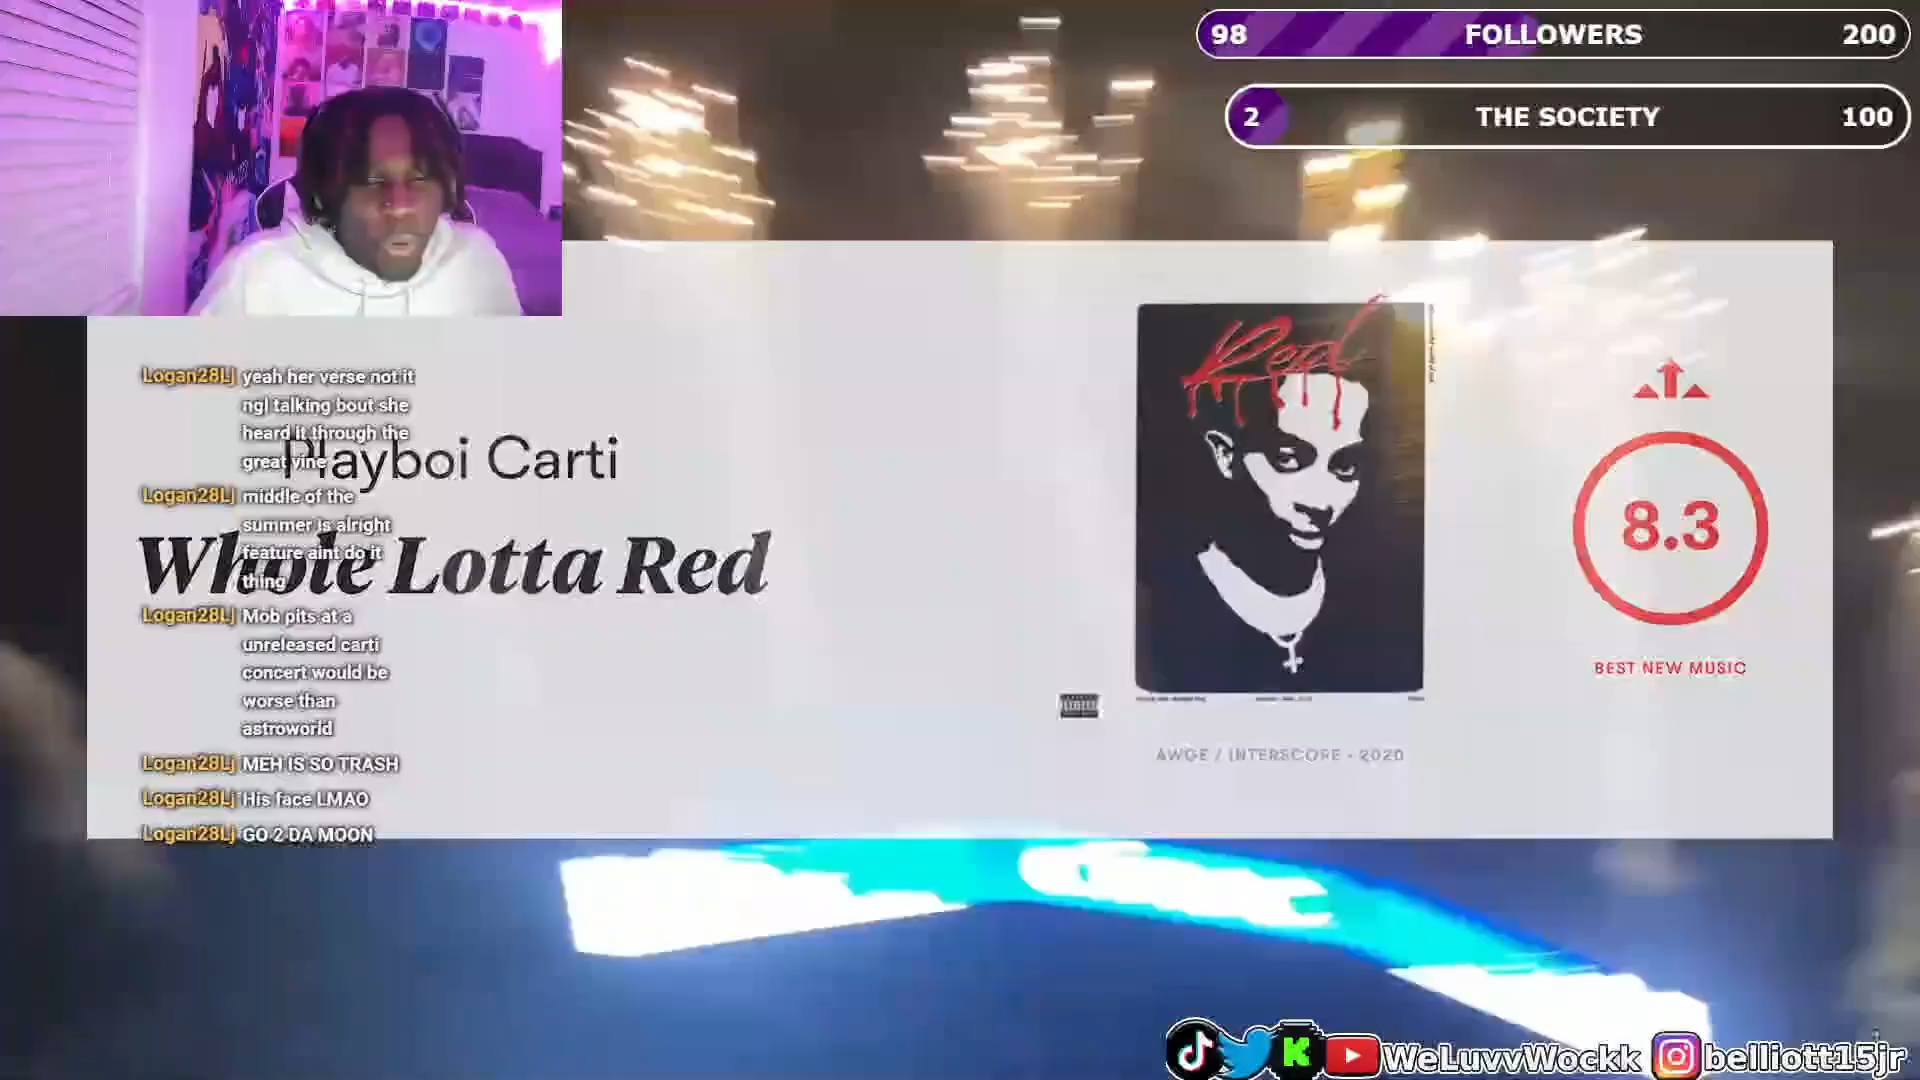 98 FOLLOWERS 200
2 THE SOCIETY 100
Logan28Lj yeah her verse not it
ngl talking bout she
heard it through the
great vine
Playboi Carti
Logan28Lj middle of the
summer is alright
feature aint do it
thing
Whole Lotta Red
Logan28Lj Mob pits at a
unreleased carti
concert would be
worse than
astroworld
Logan28Lj MEH IS SO TRASH
Logan28Lj His face LMAO
Logan28Lj GO 2 DA MOON
Red
8.3
BEST NEW MUSIC
AWGE / INTERSCOPE • 2020
K WeLuvvWockk belliott15jr